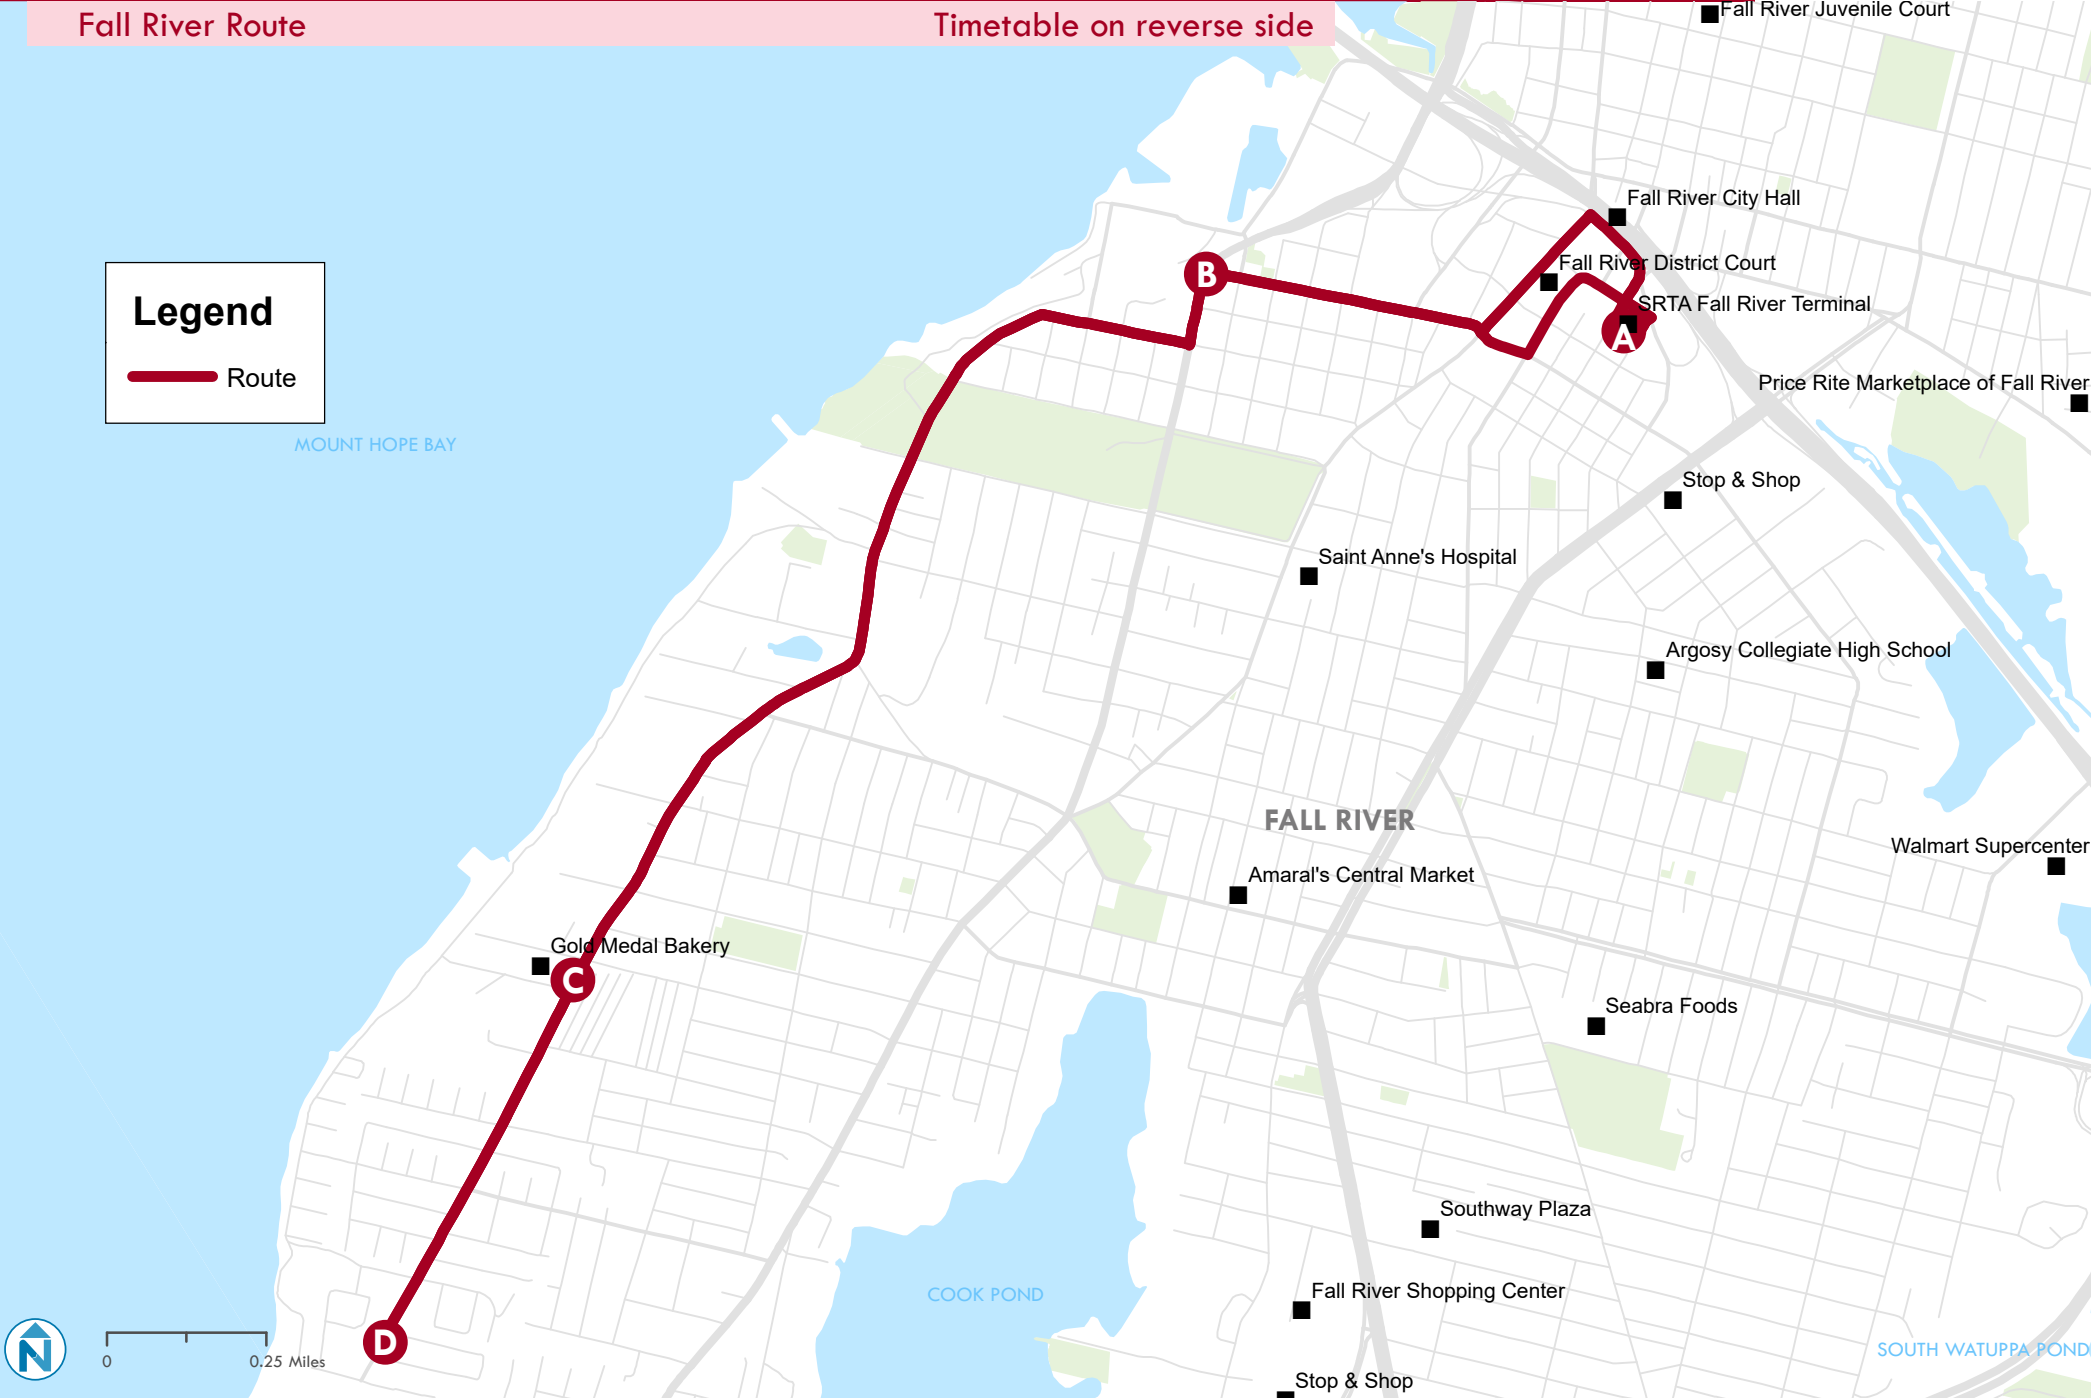 Fall River Route
Timetable on reverse side
Fall River Juvenile Court
Fall River City Hall
Fall River District Court
SRTA Fall River Terminal
B
A
Legend
Route
Price Rite Marketplace of Fall River
MOUNT HOPE BAY
Stop & Shop
Saint Anne's Hospital
Argosy Collegiate High School
FALL RIVER
Walmart Supercenter
Amaral's Central Market
Gold Medal Bakery
C
Seabra Foods
Southway Plaza
COOK POND
Fall River Shopping Center
D
N
0
0.25 Miles
SOUTH WATUPPA POND
Stop & Shop